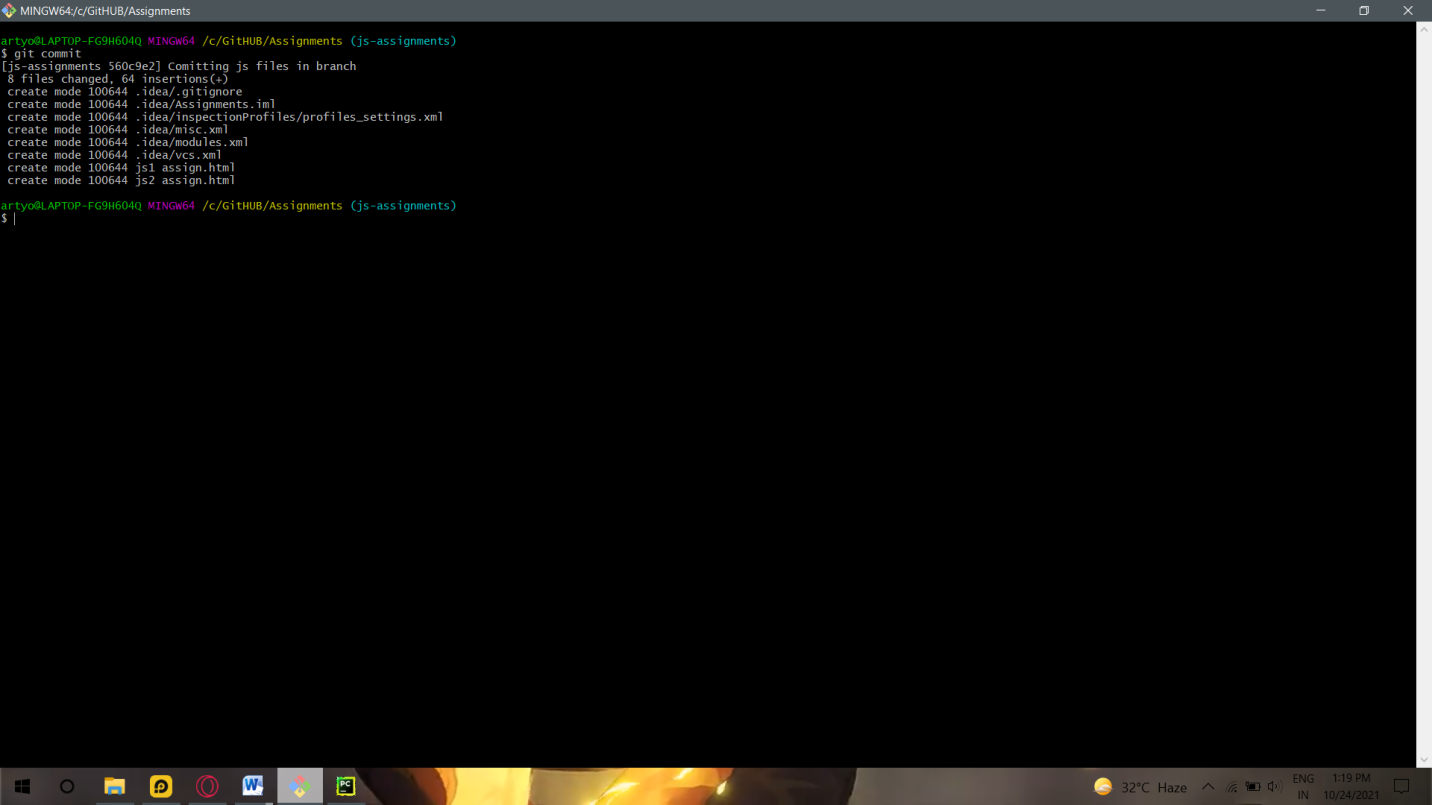 MINGW64:/c/GitHUB/Assignments
artyo@LAPTOP-FG9H6O4Q MINGW64 /c/GitHUB/Assignments (js-assignments)
$ git commit
[js-assignments 560c9e2] Comitting js files in branch
 8 files changed, 64 insertions(+)
 create mode 100644 .idea/.gitignore
 create mode 100644 .idea/Assignments.iml
 create mode 100644 .idea/inspectionProfiles/profiles_settings.xml
 create mode 100644 .idea/misc.xml
 create mode 100644 .idea/modules.xml
 create mode 100644 .idea/vcs.xml
 create mode 100644 js1 assign.html
 create mode 100644 js2 assign.html
artyo@LAPTOP-FG9H6O4Q MINGW64 /c/GitHUB/Assignments (js-assignments)
$
W
PC
32°C Haze
ENG
IN
1:19 PM
10/24/2021